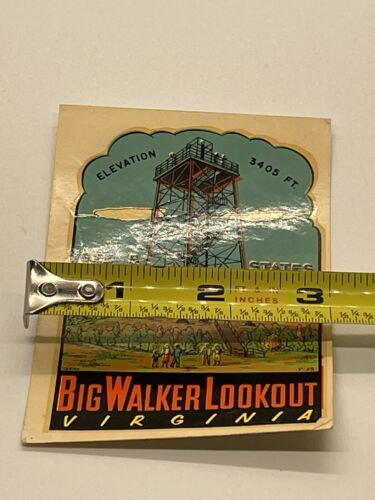 ELEVATION 3405 FT.
STATES
1 2 3
INCHES
BIG WALKER LOOKOUT
VIRGINIA